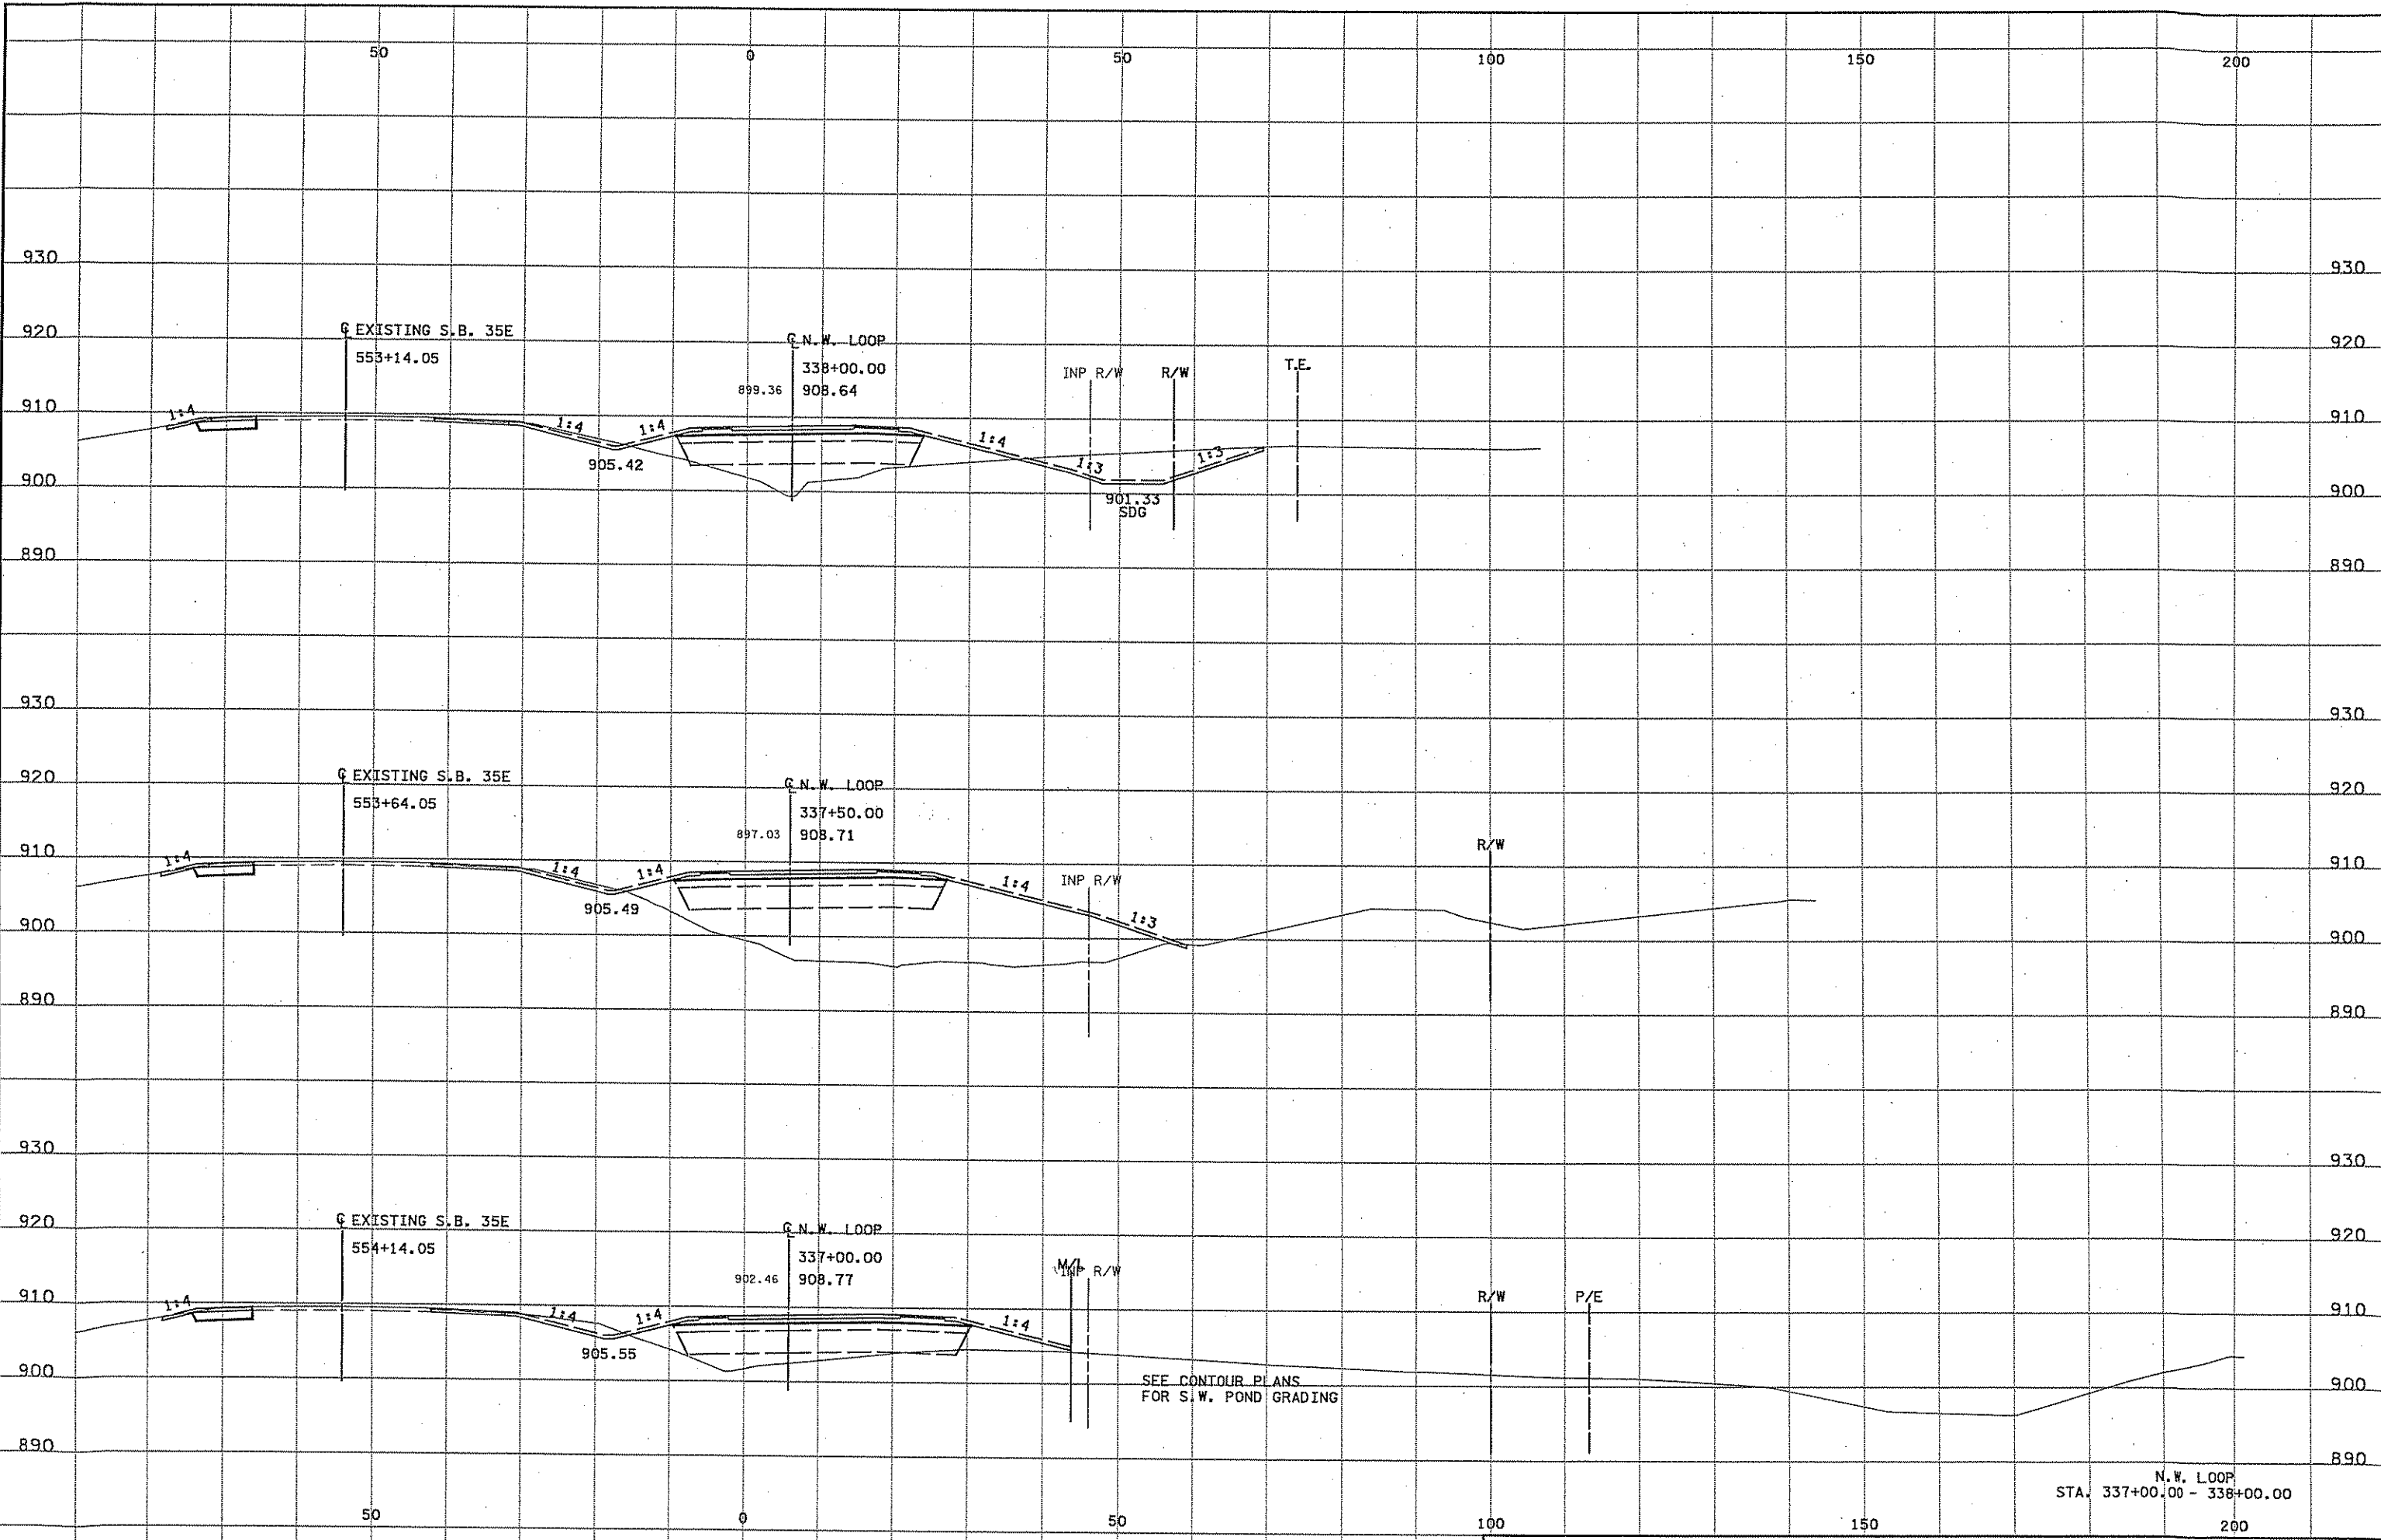 50 0 50 100 150 200
930 930
920 ℄ EXISTING S.B. 35E ℄ N.W. LOOP 920
553+14.05 338+00.00 INP R/W R/W T.E.
899.36 908.64
910 1:4 1:4 1:4 1:4 910
905.42 1:3 1:3
900 901.33 900
SDG
890 890
930 930
920 ℄ EXISTING S.B. 35E ℄ N.W. LOOP 920
553+64.05 337+50.00
897.03 908.71
910 1:4 1:4 1:4 1:4 INP R/W R/W 910
905.49 1:3
900 900
890 890
930 930
920 ℄ EXISTING S.B. 35E ℄ N.W. LOOP 920
554+14.05 337+00.00
902.46 908.77 INP R/W
910 1:4 1:4 1:4 1:4 R/W P/E 910
905.55
900 SEE CONTOUR PLANS 900
FOR S.W. POND GRADING
890 890
N.W. LOOP
STA. 337+00.00 - 338+00.00
50 0 50 100 150 200